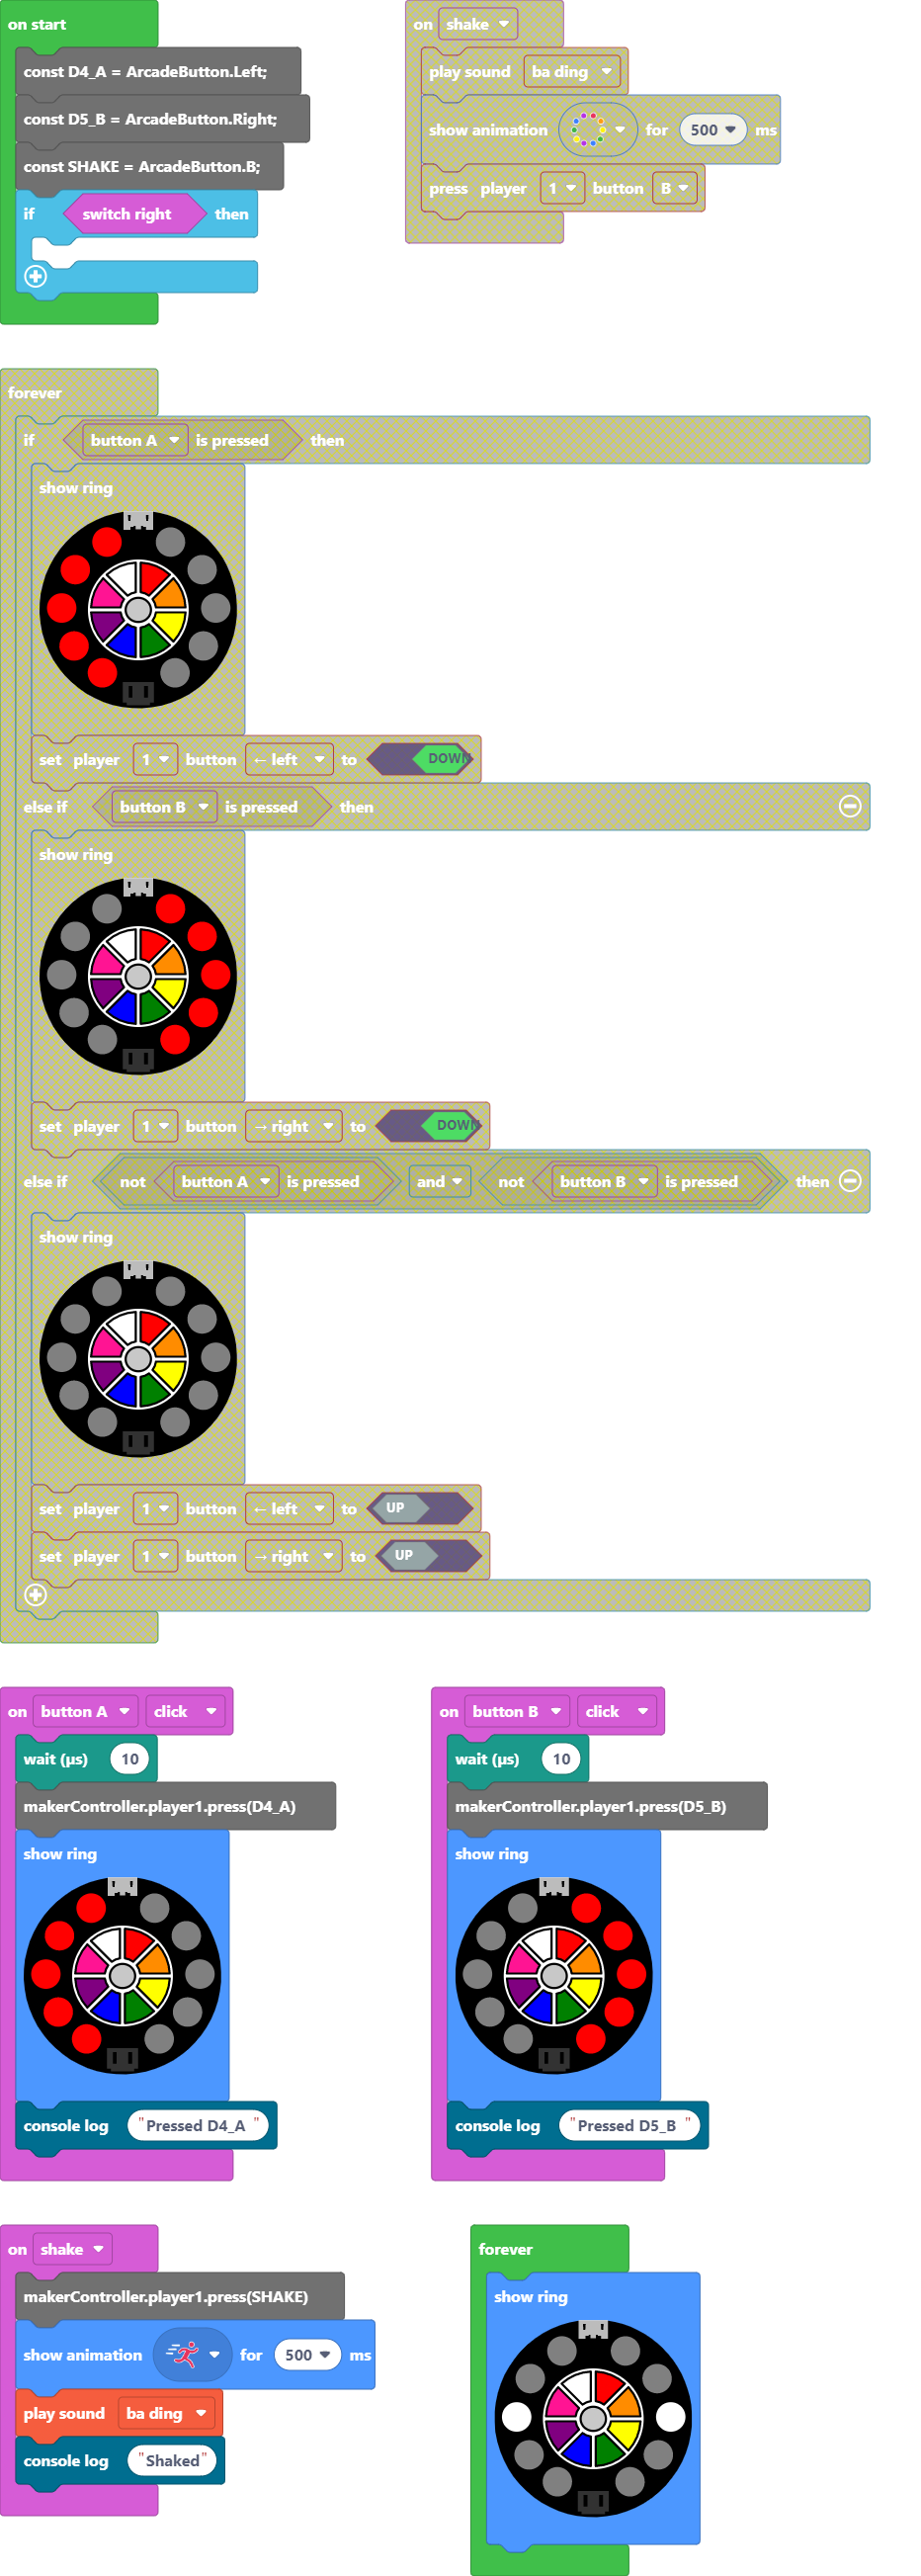 on start
const D4_A = ArcadeButton.Left;
const D5_B = ArcadeButton.Right;
const SHAKE = ArcadeButton.B;
if switch right then
on shake
play sound ba ding
show animation for 500 ms
press player 1 button B
forever
if button A is pressed then
show ring
set player 1 button ← left to DOWN
else if button B is pressed then
show ring
set player 1 button → right to DOWN
else if not button A is pressed and not button B is pressed then
show ring
set player 1 button ← left to UP
set player 1 button → right to UP
on button A click
wait (µs) 10
makerController.player1.press(D4_A)
show ring
console log "Pressed D4_A "
on button B click
wait (µs) 10
makerController.player1.press(D5_B)
show ring
console log "Pressed D5_B "
on shake
makerController.player1.press(SHAKE)
show animation for 500 ms
play sound ba ding
console log "Shaked"
forever
show ring